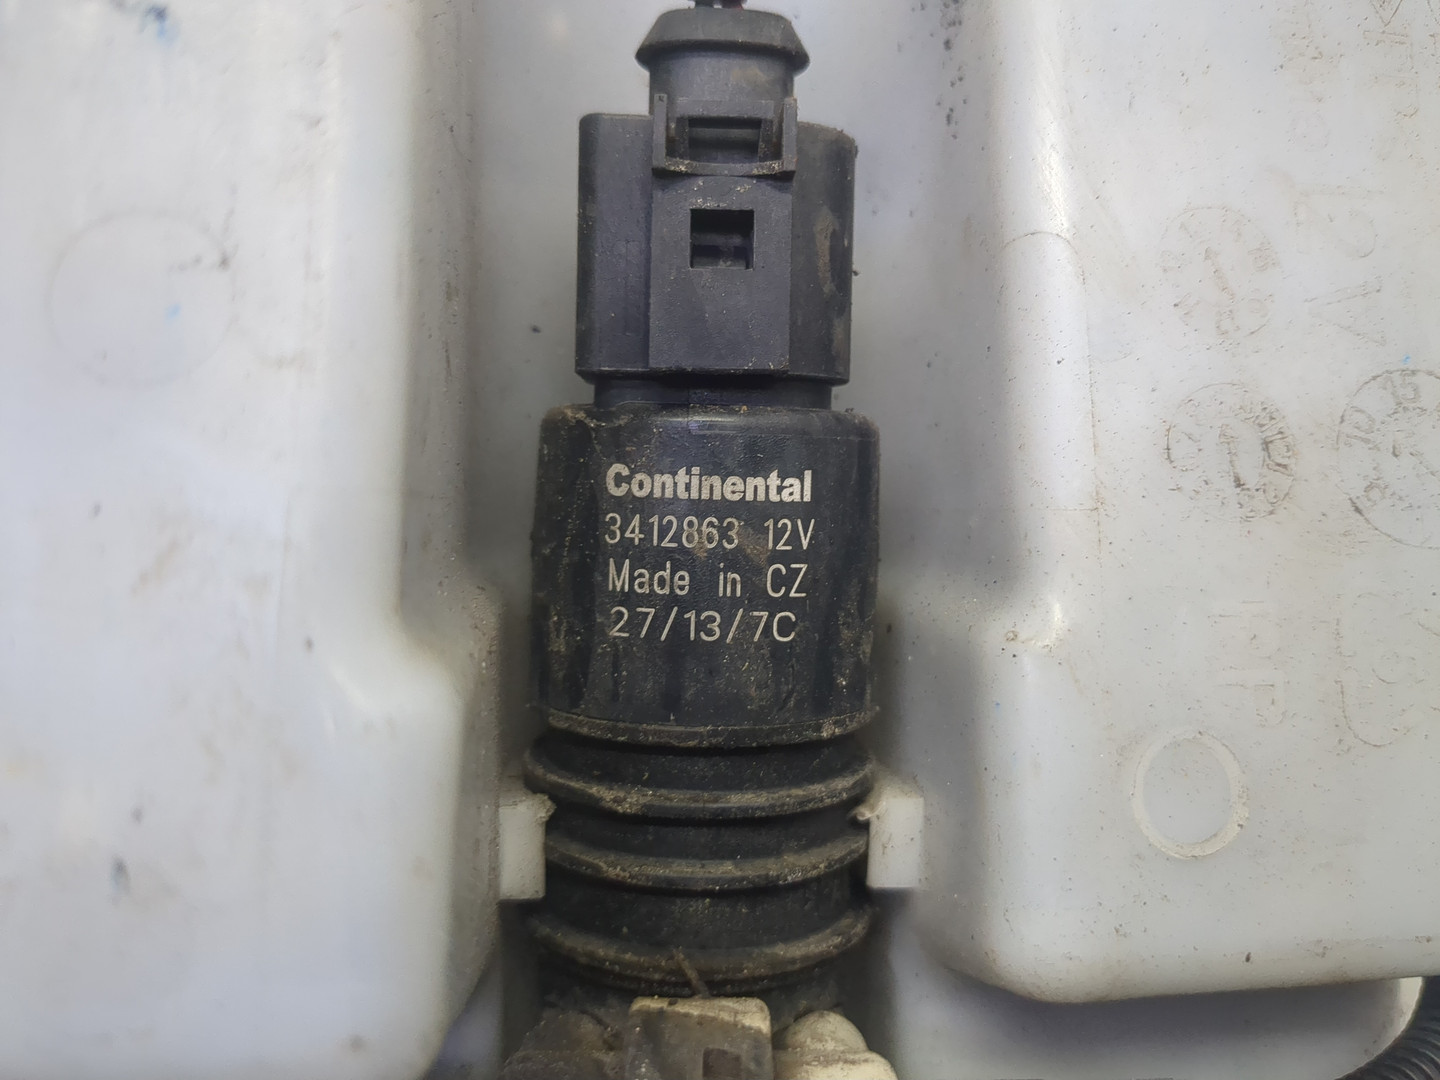 Continental
3412863 12V
Made in CZ
27/13/7C